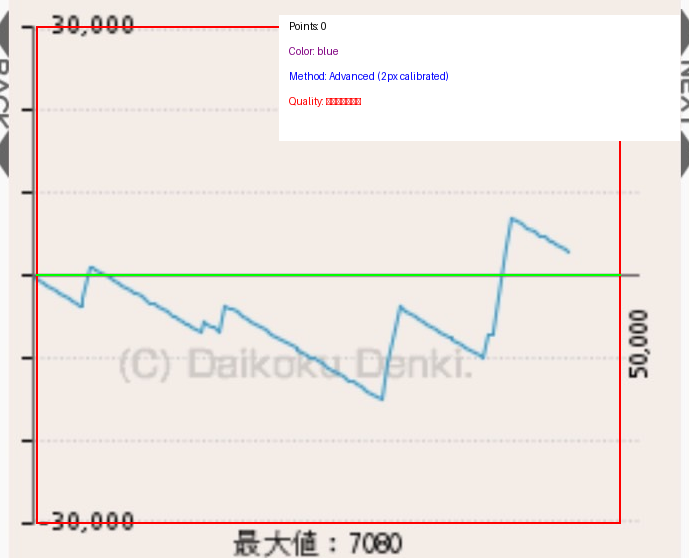 30,000
Points: 0
Color: blue
Method: Advanced (2px calibrated)
Quality:
BACK
NEXT
50,000
(C) Daikoku Denki.
-30,000
最大値：7080